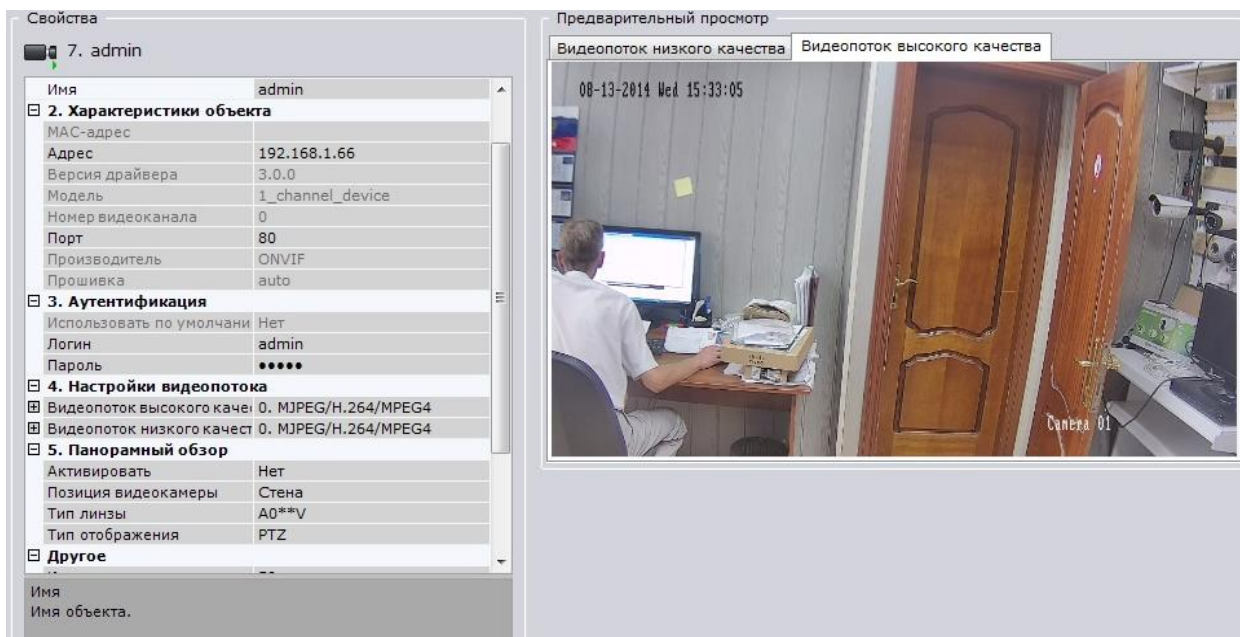 Свойства
7. admin
Имя admin
2. Характеристики объекта
MAC-адрес
Адрес 192.168.1.66
Версия драйвера 3.0.0
Модель 1_channel_device
Номер видеоканала 0
Порт 80
Производитель ONVIF
Прошивка auto
3. Аутентификация
Использовать по умолчани Нет
Логин admin
Пароль •••••
4. Настройки видеопотока
Видеопоток высокого качес 0. MJPEG/H.264/MPEG4
Видеопоток низкого качест 0. MJPEG/H.264/MPEG4
5. Панорамный обзор
Активировать Нет
Позиция видеокамеры Стена
Тип линзы A0**V
Тип отображения PTZ
Другое
Имя
Имя объекта.
Предварительный просмотр
Видеопоток низкого качества
Видеопоток высокого качества
08-13-2014 Wed 15:33:05
Camera 01